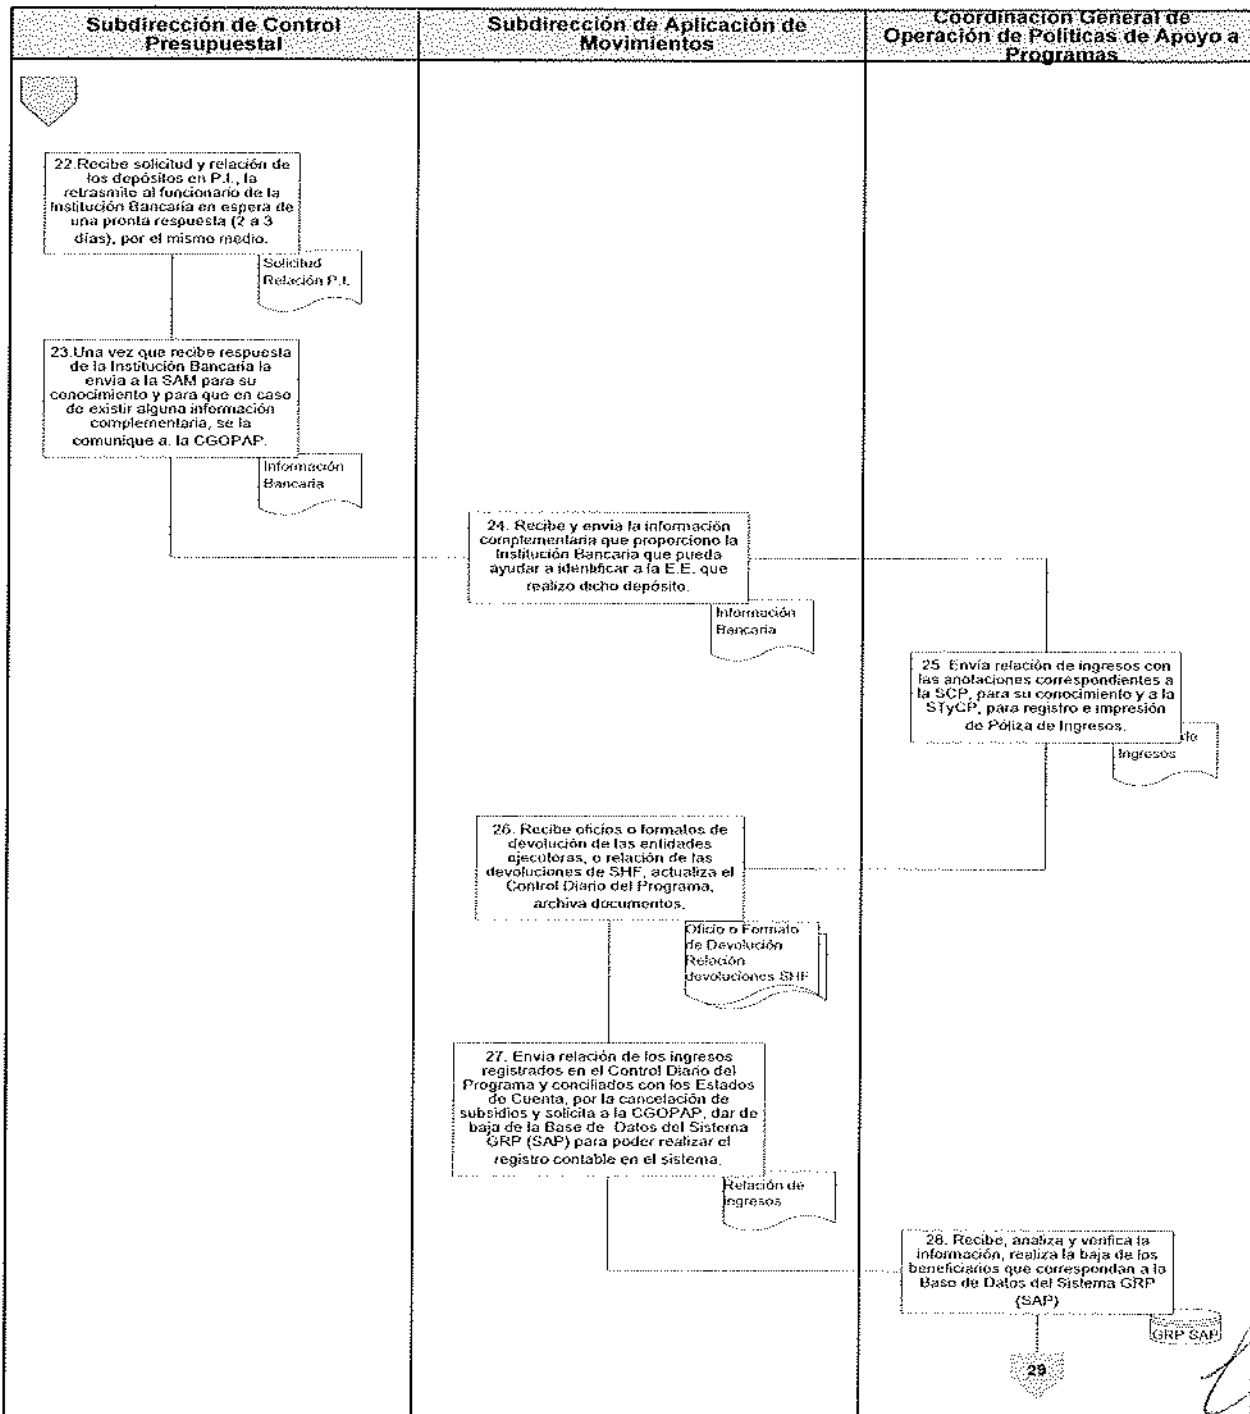 Subdirección de Control
Presupuestal
Subdirección de Aplicación de
Movimientos
Coordinación General de
Operación de Políticas de Apoyo a
Programas
22.Recibe solicitud y relación de
los depósitos en P.I., la
retrasmite al funcionario de la
Institución Bancaria en espera de
una pronta respuesta (2 a 3
días), por el mismo medio.
Solicitud
Relación P.I.
23.Una vez que recibe respuesta
de la Institución Bancaria la
envia a la SAM para su
conocimiento y para que en caso
de existir alguna información
complementaria, se la
comunique a. la CGOPAP.
Información
Bancaria
24. Recibe y envia la información
complementaria que proporciono la
Institución Bancaria que pueda
ayudar a identificar a la E.E. que
realizo dicho depósito.
Información
Bancaria
25 Envía relación de ingresos con
las anotaciones correspondientes a
la SCP, para su conocimiento y a la
STyCP, para registro e impresión
de Póliza de Ingresos.
Ingresos
26. Recibe oficios o formatos de
devolución de las entidades
ejecutoras, o relación de las
devoluciones de SHF, actualiza el
Control Diario del Programa,
archiva documentos.
Oficio o Formato
de Devolución
Relación
devoluciones SHF
27. Envia relación de los ingresos
registrados en el Control Diario del
Programa y conciliados con los Estados
de Cuenta, por la cancelación de
subsidios y solicita a la CGOPAP, dar de
baja de la Base de Datos del Sistema
GRP (SAP) para poder realizar el
registro contable en el sistema.
Relación de
Ingresos
28. Recibe, analiza y verifica la
información, realiza la baja de los
beneficiarios que correspondan a la
Base de Datos del Sistema GRP
(SAP)
GRP SAP
29